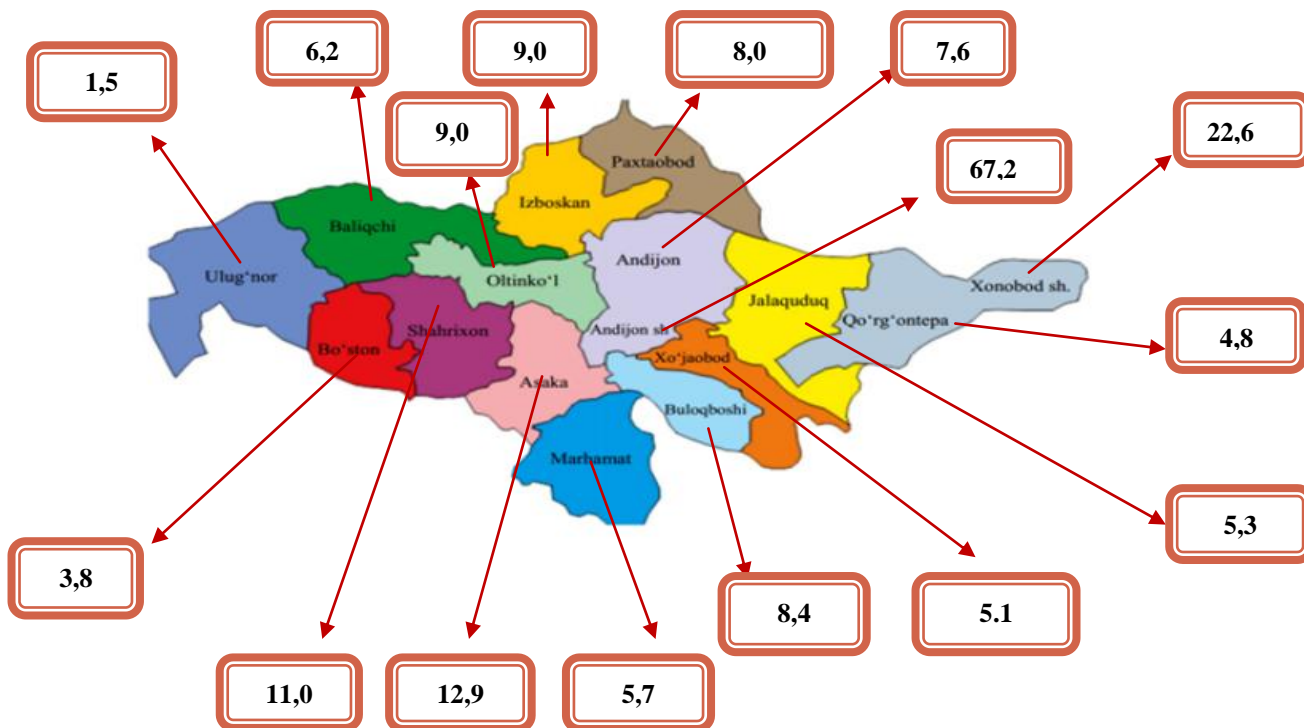 6,2
9,0
8,0
7,6
1,5
9,0
22,6
67,2
Paxtaobod
Izboskan
Baliqchi
Andijon
Ulug‘nor
Oltinko‘l
Xonobod sh.
Jalaquduq
Qo‘rg‘ontepa
Shahrixon
Andijon sh
Bo‘ston
Xo‘jaobod
4,8
Asaka
Buloqboshi
Marhamat
5,3
3,8
8,4
5.1
11,0
12,9
5,7